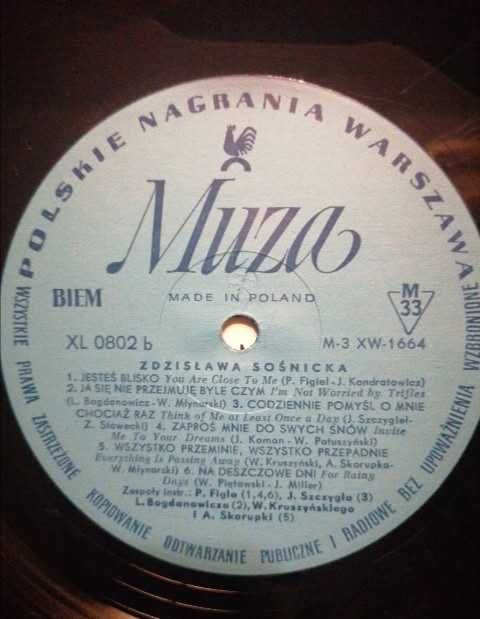 POLSKIE NAGRANIA WARSZAWA
Muza
BIEM
MADE IN POLAND
M
33
XL 0802 b
M-3 XW-1664
ZDZISŁAWA SOŚNICKA
1. JESTEŚ BLISKO You Are Close To Me (P. Figiel-J. Kondratowicz)
2. JA SIĘ NIE PRZEJMUJĘ BYLE CZYM I'm Not Worried by. Trifles
(L. Bogdanowicz-W. Młynarski) 3. CODZIENNIE POMYŚL O MNIE
CHOCIAŻ RAZ Think of Me at Least Once a Day (J. Szczygieł-
Z. Stawecki) 4. ZAPROŚ MNIE DO SWYCH SNÓW Invite
Me To Your Dreams (J. Koman-W. Patuszyński)
5. WSZYSTKO PRZEMINIE, WSZYSTKO PRZEPADNIE
Everything Is Passing Away (W. Kruszyński, A. Skorupka-
W. Młynarski) 6. NA DESZCZOWE DNI For Rainy
Days (W. Piętowski-J. Miller)
Zespoły instr.: P. Figla (1,4,6), J. Szczygła (3)
L. Bogdanowicza (2), W. Kruszyńskiego
i A. Skorupki (5)
WSZYSTKIE PRAWA ZASTRZEŻONE KOPIOWANIE ODTWARZANIE PUBLICZNE I RADIOWE BEZ UPOWAŻNIENIA WZBRONIONE